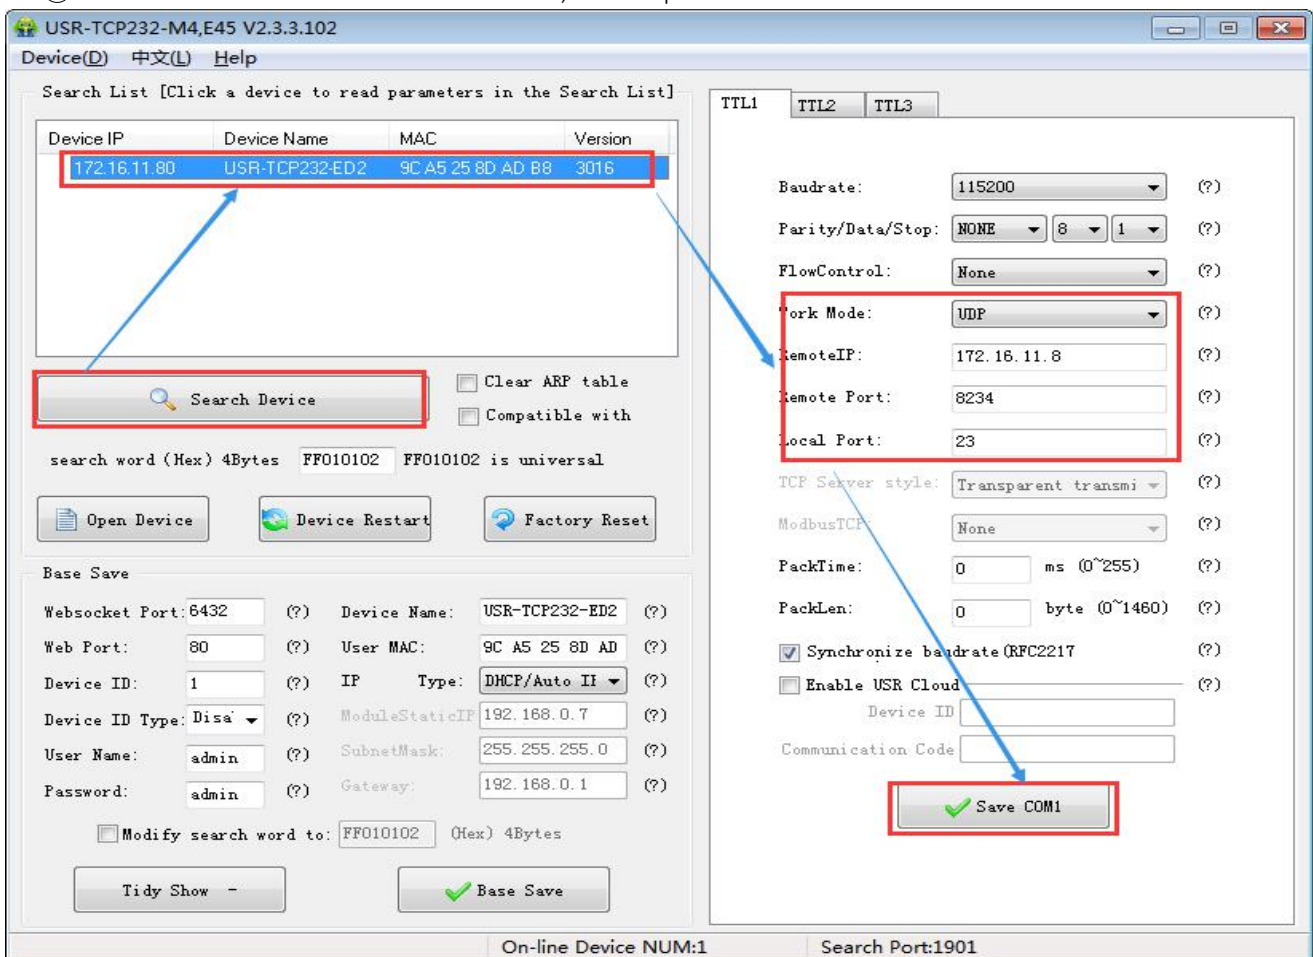 USR-TCP232-M4,E45 V2.3.3.102
Device(D) 中文(L) Help
Search List [Click a device to read parameters in the Search List]
Device IP Device Name MAC Version
172.16.11.80 USR-TCP232-ED2 9C A5 25 8D AD B8 3016
Search Device
Clear ARP table
Compatible with
search word (Hex) 4Bytes FF010102 FF010102 is universal
Open Device Device Restart Factory Reset
Base Save
Websocket Port: 6432 (?) Device Name: USR-TCP232-ED2 (?)
Web Port: 80 (?) User MAC: 9C A5 25 8D AD (?)
Device ID: 1 (?) IP Type: DHCP/Auto IF (?)
Device ID Type: Disa (?) ModuleStaticIP 192.168.0.7 (?)
User Name: admin (?) SubnetMask: 255.255.255.0 (?)
Password: admin (?) Gateway: 192.168.0.1 (?)
Modify search word to: FF010102 (Hex) 4Bytes
Tidy Show - Base Save
TTL1 TTL2 TTL3
Baudrate: 115200 (?)
Parity/Data/Stop: NONE 8 1 (?)
FlowControl: None (?)
Work Mode: UDP (?)
RemoteIP: 172.16.11.8 (?)
Remote Port: 8234 (?)
Local Port: 23 (?)
TCP Server style: Transparent transmi (?)
ModbusTCP: None (?)
PackTime: 0 ms (0~255) (?)
PackLen: 0 byte (0~1460) (?)
Synchronize baudrate(RFC2217 (?)
Enable USR Cloud (?)
Device ID
Communication Code
Save COM1
On-line Device NUM:1 Search Port:1901